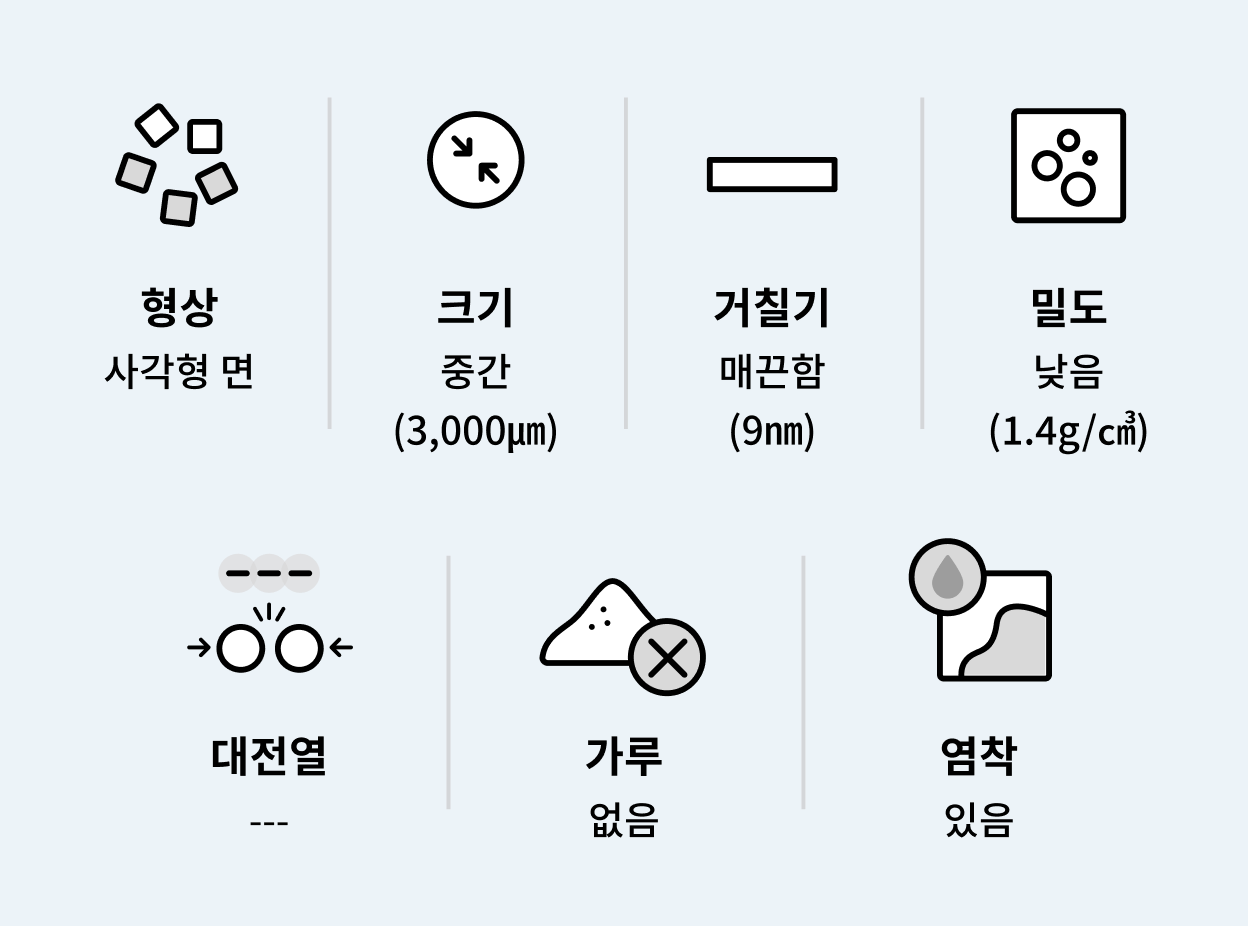 형상
사각형 면
크기
중간
(3,000μm)
거칠기
매끈함
(9nm)
밀도
낮음
(1.4g/cm³)
대전열
---
가루
없음
염착
있음